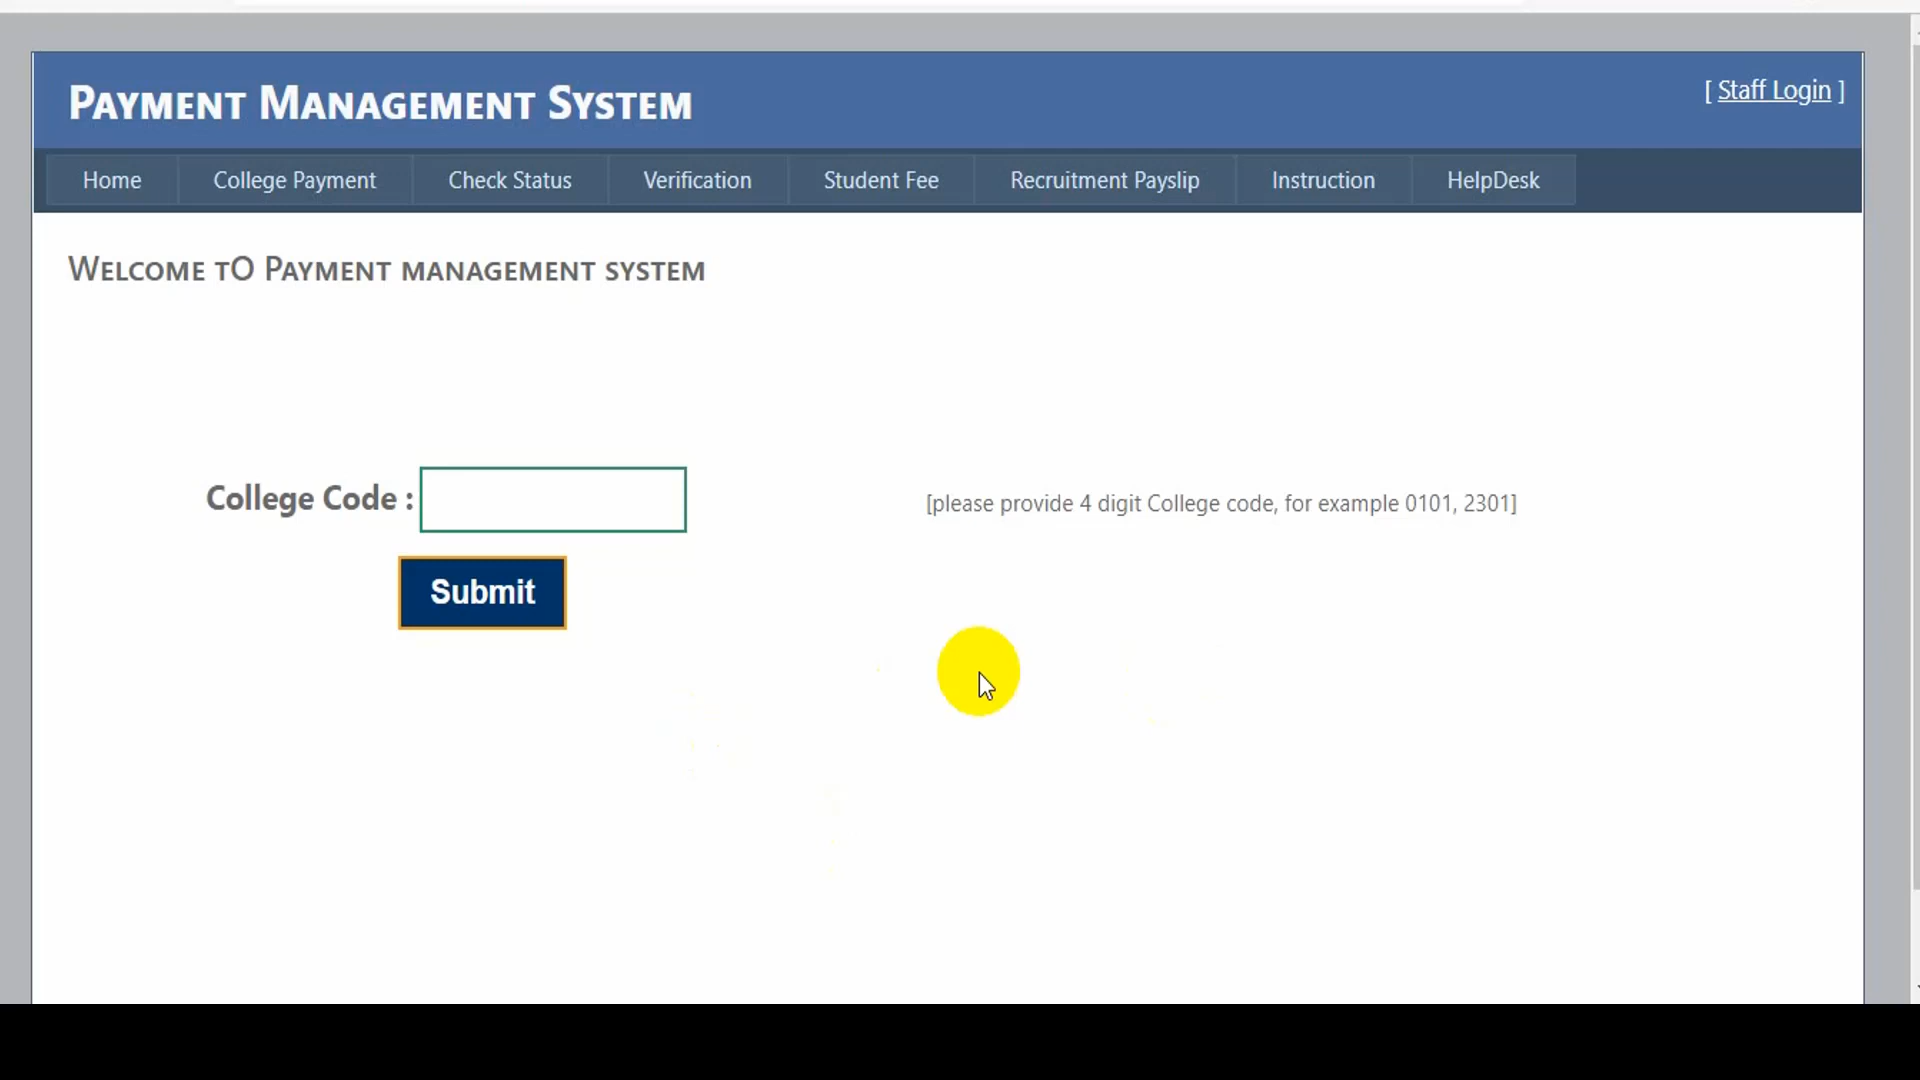 Payment Management System
[ Staff Login ]
Home College Payment Check Status Verification Student Fee Recruitment Payslip Instruction HelpDesk
Welcome tO Payment management system
College Code :
[please provide 4 digit College code, for example 0101, 2301]
Submit